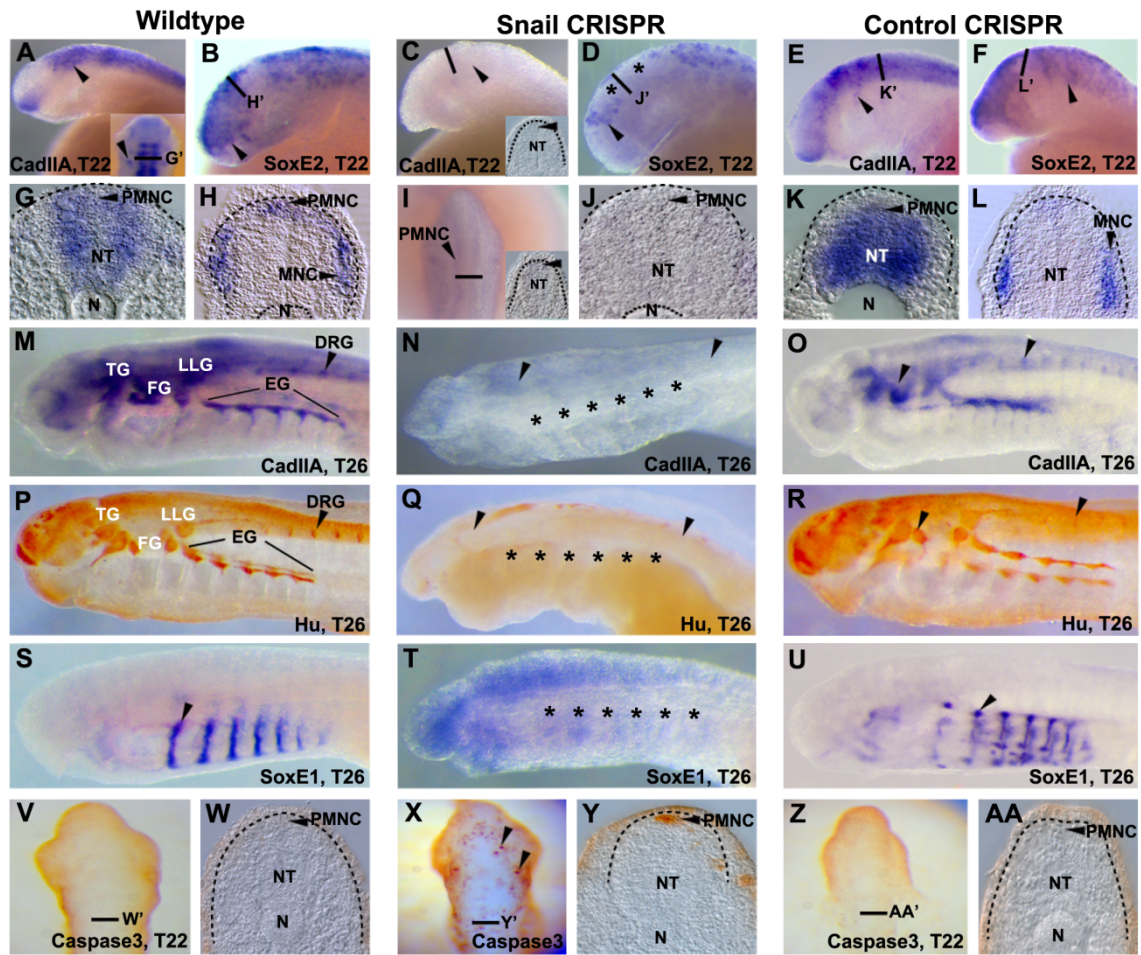 Wildtype
Snail CRISPR
Control CRISPR
A
CadIIA,T22
G'
B
H'
SoxE2, T22
C
CadIIA,T22
NT
D
*
*
J'
SoxE2, T22
E
K'
CadIIA, T22
F
L'
SoxE2, T22
G
PMNC
NT
N
H
PMNC
MNC
I
PMNC
NT
J
PMNC
NT
N
K
PMNC
NT
N
L
MNC
NT
M
TG
LLG
FG
DRG
EG
CadIIA, T26
N
* * * * * *
CadIIA, T26
O
CadIIA, T26
P
TG
LLG
FG
DRG
EG
Hu, T26
Q
* * * * * *
Hu, T26
R
Hu, T26
S
SoxE1, T26
T
* * * * * *
SoxE1, T26
U
SoxE1, T26
V
W'
Caspase3, T22
W
PMNC
NT
N
X
Y'
Caspase3
Y
PMNC
NT
N
Z
AA'
Caspase3, T22
AA
PMNC
NT
N